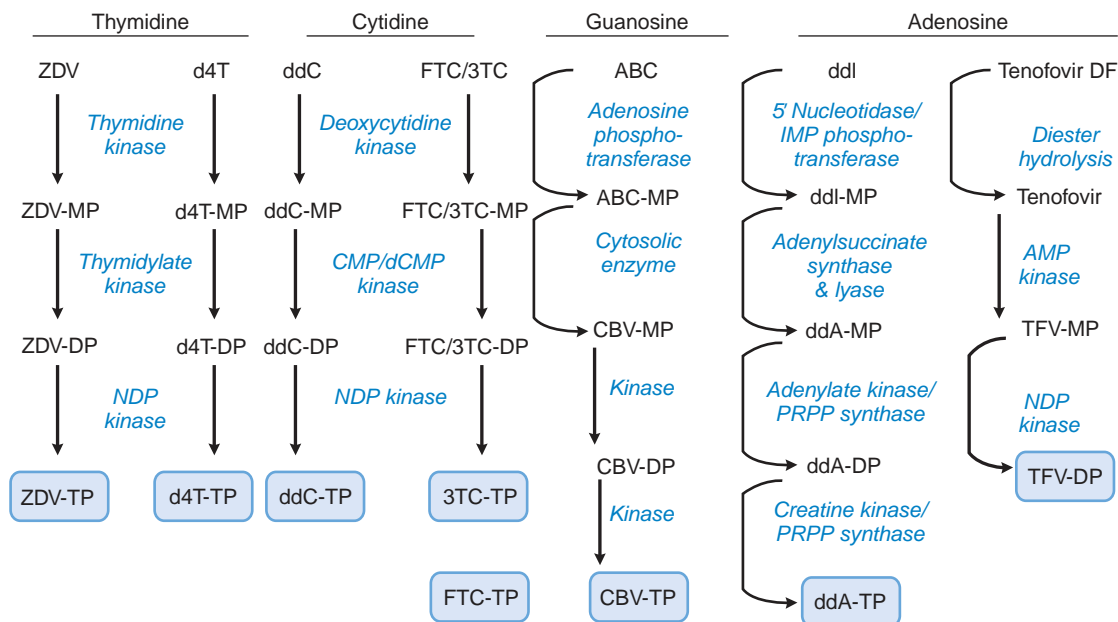 Thymidine
Cytidine
Guanosine
Adenosine
ZDV
d4T
ddC
FTC/3TC
ABC
ddI
Tenofovir DF
Thymidine
kinase
Deoxycytidine
kinase
Adenosine
phospho-
transferase
5′ Nucleotidase/
IMP phospho-
transferase
Diester
hydrolysis
ZDV-MP
d4T-MP
ddC-MP
FTC/3TC-MP
ABC-MP
ddI-MP
Tenofovir
Thymidylate
kinase
CMP/dCMP
kinase
Cytosolic
enzyme
Adenylsuccinate
synthase
& lyase
AMP
kinase
ZDV-DP
d4T-DP
ddC-DP
FTC/3TC-DP
CBV-MP
ddA-MP
TFV-MP
NDP
kinase
NDP kinase
Kinase
Adenylate kinase/
PRPP synthase
NDP
kinase
ZDV-TP
d4T-TP
ddC-TP
3TC-TP
CBV-DP
ddA-DP
TFV-DP
Kinase
Creatine kinase/
PRPP synthase
FTC-TP
CBV-TP
ddA-TP